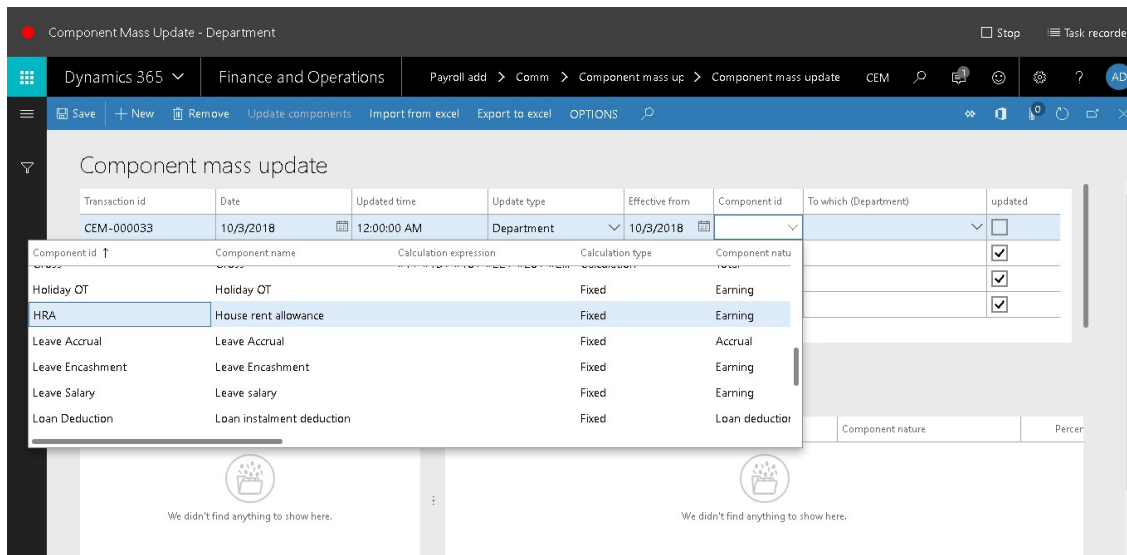 Component Mass Update - Department
Stop
Task recorde
Dynamics 365
Finance and Operations
Payroll add > Comm > Component mass up > Component mass update
CEM
1
?
AD
Save
New
Remove
Update components
Import from excel
Export to excel
OPTIONS
0
Component mass update
Transaction id Date Updated time Update type Effective from Component id To which (Department) updated
CEM-000033 10/3/2018 12:00:00 AM Department 10/3/2018
Component id Component name Calculation expression Calculation type Component natu
Holiday OT Holiday OT Fixed Earning
HRA House rent allowance Fixed Earning
Leave Accrual Leave Accrual Fixed Accrual
Leave Encashment Leave Encashment Fixed Earning
Leave Salary Leave salary Fixed Earning
Loan Deduction Loan instalment deduction Fixed Loan deduction
Component nature Percer
We didn't find anything to show here.
We didn't find anything to show here.